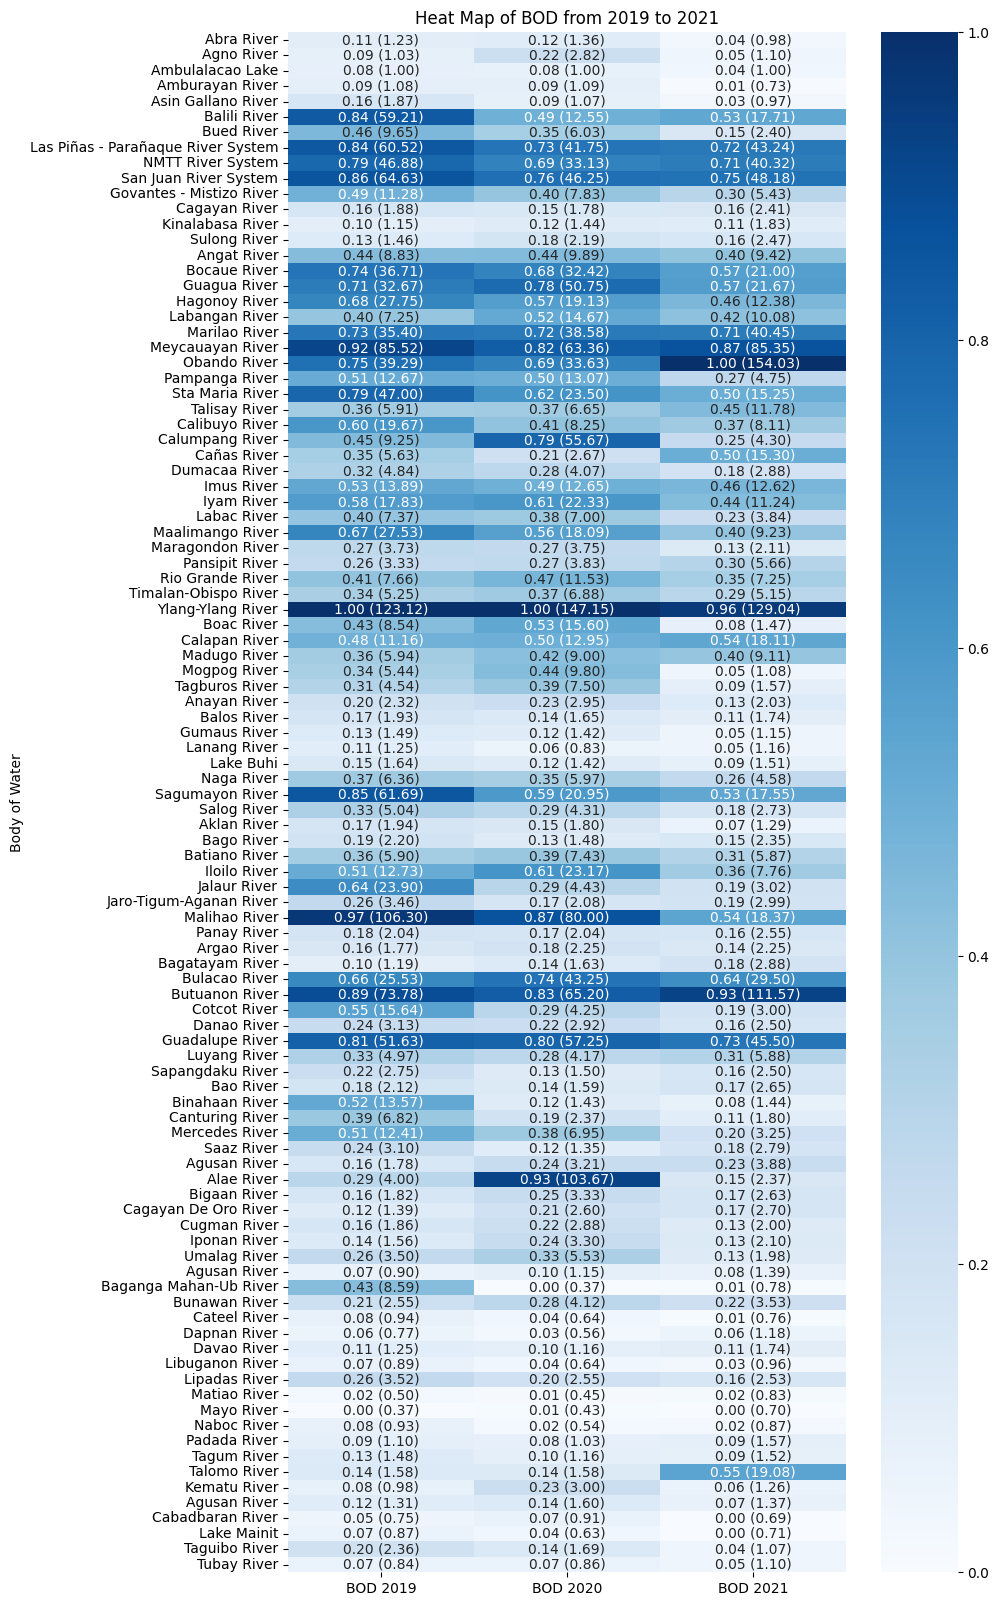 Heat Map of BOD from 2019 to 2021
Abra River 0.11 (1.23) 0.12 (1.36) 0.04 (0.98)
Agno River 0.09 (1.03) 0.22 (2.82) 0.05 (1.10)
Ambulalacao Lake 0.08 (1.00) 0.08 (1.00) 0.04 (1.00)
Amburayan River 0.09 (1.08) 0.09 (1.09) 0.01 (0.73)
Asin Gallano River 0.16 (1.87) 0.09 (1.07) 0.03 (0.97)
Balili River 0.84 (59.21) 0.49 (12.55) 0.53 (17.71)
Bued River 0.46 (9.65) 0.35 (6.03) 0.15 (2.40)
Las Piñas - Parañaque River System 0.84 (60.52) 0.73 (41.75) 0.72 (43.24)
NMTT River System 0.79 (46.88) 0.69 (33.13) 0.71 (40.32)
San Juan River System 0.86 (64.63) 0.76 (46.25) 0.75 (48.18)
Govantes - Mistizo River 0.49 (11.28) 0.40 (7.83) 0.30 (5.43)
Cagayan River 0.16 (1.88) 0.15 (1.78) 0.16 (2.41)
Kinalabasa River 0.10 (1.15) 0.12 (1.44) 0.11 (1.83)
Sulong River 0.13 (1.46) 0.18 (2.19) 0.16 (2.47)
Angat River 0.44 (8.83) 0.44 (9.89) 0.40 (9.42)
Bocaue River 0.74 (36.71) 0.68 (32.42) 0.57 (21.00)
Guagua River 0.71 (32.67) 0.78 (50.75) 0.57 (21.67)
Hagonoy River 0.68 (27.75) 0.57 (19.13) 0.46 (12.38)
Labangan River 0.40 (7.25) 0.52 (14.67) 0.42 (10.08)
Marilao River 0.73 (35.40) 0.72 (38.58) 0.71 (40.45)
Meycauayan River 0.92 (85.52) 0.82 (63.36) 0.87 (85.35)
Obando River 0.75 (39.29) 0.69 (33.63) 1.00 (154.03)
Pampanga River 0.51 (12.67) 0.50 (13.07) 0.27 (4.75)
Sta Maria River 0.79 (47.00) 0.62 (23.50) 0.50 (15.25)
Talisay River 0.36 (5.91) 0.37 (6.65) 0.45 (11.78)
Calibuyo River 0.60 (19.67) 0.41 (8.25) 0.37 (8.11)
Calumpang River 0.45 (9.25) 0.79 (55.67) 0.25 (4.30)
Cañas River 0.35 (5.63) 0.21 (2.67) 0.50 (15.30)
Dumacaa River 0.32 (4.84) 0.28 (4.07) 0.18 (2.88)
Imus River 0.53 (13.89) 0.49 (12.65) 0.46 (12.62)
Iyam River 0.58 (17.83) 0.61 (22.33) 0.44 (11.24)
Labac River 0.40 (7.37) 0.38 (7.00) 0.23 (3.84)
Maalimango River 0.67 (27.53) 0.56 (18.09) 0.40 (9.23)
Maragondon River 0.27 (3.73) 0.27 (3.75) 0.13 (2.11)
Pansipit River 0.26 (3.33) 0.27 (3.83) 0.30 (5.66)
Rio Grande River 0.41 (7.66) 0.47 (11.53) 0.35 (7.25)
Timalan-Obispo River 0.34 (5.25) 0.37 (6.88) 0.29 (5.15)
Ylang-Ylang River 1.00 (123.12) 1.00 (147.15) 0.96 (129.04)
Boac River 0.43 (8.54) 0.53 (15.60) 0.08 (1.47)
Calapan River 0.48 (11.16) 0.50 (12.95) 0.54 (18.11)
Madugo River 0.36 (5.94) 0.42 (9.00) 0.40 (9.11)
Mogpog River 0.34 (5.44) 0.44 (9.80) 0.05 (1.08)
Tagburos River 0.31 (4.54) 0.39 (7.50) 0.09 (1.57)
Anayan River 0.20 (2.32) 0.23 (2.95) 0.13 (2.03)
Balos River 0.17 (1.93) 0.14 (1.65) 0.11 (1.74)
Gumaus River 0.13 (1.49) 0.12 (1.42) 0.05 (1.15)
Lanang River 0.11 (1.25) 0.06 (0.83) 0.05 (1.16)
Lake Buhi 0.15 (1.64) 0.12 (1.42) 0.09 (1.51)
Naga River 0.37 (6.36) 0.35 (5.97) 0.26 (4.58)
Sagumayon River 0.85 (61.69) 0.59 (20.95) 0.53 (17.55)
Salog River 0.33 (5.04) 0.29 (4.31) 0.18 (2.73)
Aklan River 0.17 (1.94) 0.15 (1.80) 0.07 (1.29)
Bago River 0.19 (2.20) 0.13 (1.48) 0.15 (2.35)
Batiano River 0.36 (5.90) 0.39 (7.43) 0.31 (5.87)
Iloilo River 0.51 (12.73) 0.61 (23.17) 0.36 (7.76)
Jalaur River 0.64 (23.90) 0.29 (4.43) 0.19 (3.02)
Jaro-Tigum-Aganan River 0.26 (3.46) 0.17 (2.08) 0.19 (2.99)
Malihao River 0.97 (106.30) 0.87 (80.00) 0.54 (18.37)
Panay River 0.18 (2.04) 0.17 (2.04) 0.16 (2.55)
Argao River 0.16 (1.77) 0.18 (2.25) 0.14 (2.25)
Bagatayam River 0.10 (1.19) 0.14 (1.63) 0.18 (2.88)
Bulacao River 0.66 (25.53) 0.74 (43.25) 0.64 (29.50)
Butuanon River 0.89 (73.78) 0.83 (65.20) 0.93 (111.57)
Cotcot River 0.55 (15.64) 0.29 (4.25) 0.19 (3.00)
Danao River 0.24 (3.13) 0.22 (2.92) 0.16 (2.50)
Guadalupe River 0.81 (51.63) 0.80 (57.25) 0.73 (45.50)
Luyang River 0.33 (4.97) 0.28 (4.17) 0.31 (5.88)
Sapangdaku River 0.22 (2.75) 0.13 (1.50) 0.16 (2.50)
Bao River 0.18 (2.12) 0.14 (1.59) 0.17 (2.65)
Binahaan River 0.52 (13.57) 0.12 (1.43) 0.08 (1.44)
Canturing River 0.39 (6.82) 0.19 (2.37) 0.11 (1.80)
Mercedes River 0.51 (12.41) 0.38 (6.95) 0.20 (3.25)
Saaz River 0.24 (3.10) 0.12 (1.35) 0.18 (2.79)
Agusan River 0.16 (1.78) 0.24 (3.21) 0.23 (3.88)
Alae River 0.29 (4.00) 0.93 (103.67) 0.15 (2.37)
Bigaan River 0.16 (1.82) 0.25 (3.33) 0.17 (2.63)
Cagayan De Oro River 0.12 (1.39) 0.21 (2.60) 0.17 (2.70)
Cugman River 0.16 (1.86) 0.22 (2.88) 0.13 (2.00)
Iponan River 0.14 (1.56) 0.24 (3.30) 0.13 (2.10)
Umalag River 0.26 (3.50) 0.33 (5.53) 0.13 (1.98)
Agusan River 0.07 (0.90) 0.10 (1.15) 0.08 (1.39)
Baganga Mahan-Ub River 0.43 (8.59) 0.00 (0.37) 0.01 (0.78)
Bunawan River 0.21 (2.55) 0.28 (4.12) 0.22 (3.53)
Cateel River 0.08 (0.94) 0.04 (0.64) 0.01 (0.76)
Dapnan River 0.06 (0.77) 0.03 (0.56) 0.06 (1.18)
Davao River 0.11 (1.25) 0.10 (1.16) 0.11 (1.74)
Libuganon River 0.07 (0.89) 0.04 (0.64) 0.03 (0.96)
Lipadas River 0.26 (3.52) 0.20 (2.55) 0.16 (2.53)
Matiao River 0.02 (0.50) 0.01 (0.45) 0.02 (0.83)
Mayo River 0.00 (0.37) 0.01 (0.43) 0.00 (0.70)
Naboc River 0.08 (0.93) 0.02 (0.54) 0.02 (0.87)
Padada River 0.09 (1.10) 0.08 (1.03) 0.09 (1.57)
Tagum River 0.13 (1.48) 0.10 (1.16) 0.09 (1.52)
Talomo River 0.14 (1.58) 0.14 (1.58) 0.55 (19.08)
Kematu River 0.08 (0.98) 0.23 (3.00) 0.06 (1.26)
Agusan River 0.12 (1.31) 0.14 (1.60) 0.07 (1.37)
Cabadbaran River 0.05 (0.75) 0.07 (0.91) 0.00 (0.69)
Lake Mainit 0.07 (0.87) 0.04 (0.63) 0.00 (0.71)
Taguibo River 0.20 (2.36) 0.14 (1.69) 0.04 (1.07)
Tubay River 0.07 (0.84) 0.07 (0.86) 0.05 (1.10)
BOD 2019 BOD 2020 BOD 2021
Body of Water
1.0
0.8
0.6
0.4
0.2
0.0